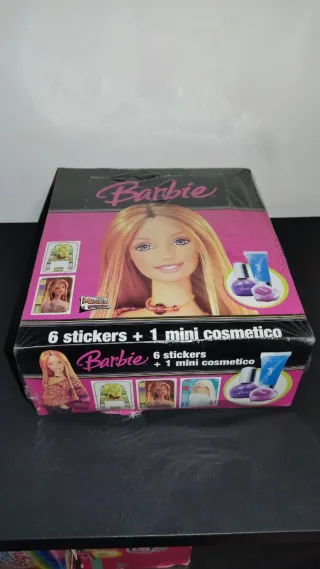 Barbie
6 stickers + 1 mini cosmetico
Barbie
6 stickers
+ 1 mini cosmetico